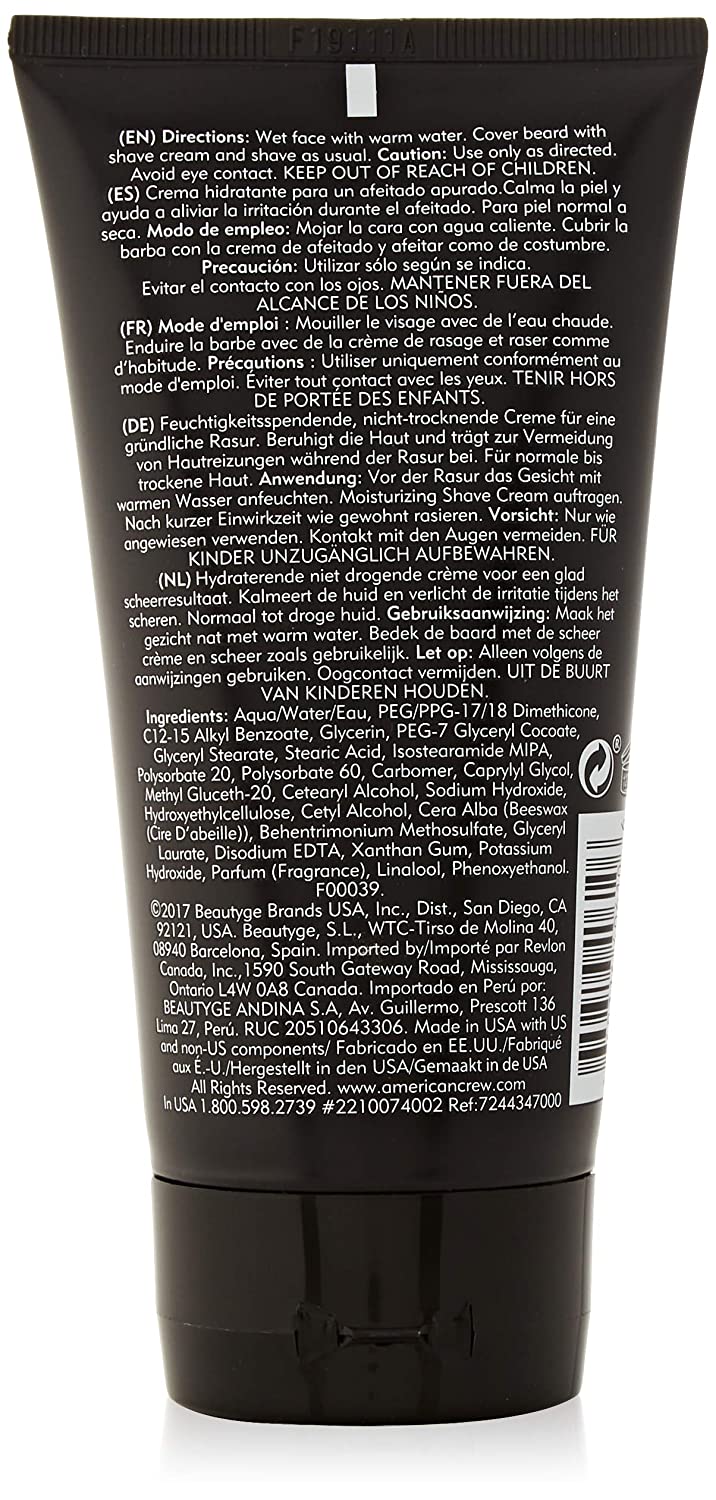 F19111A
(EN) Directions: Wet face with warm water. Cover beard with
shave cream and shave as usual. Caution: Use only as directed.
Avoid eye contact. KEEP OUT OF REACH OF CHILDREN.
(ES) Crema hidratante para un afeitado apurado.Calma la piel y
ayuda a aliviar la irritación durante el afeitado. Para piel normal a
seca. Modo de empleo: Mojar la cara con agua caliente. Cubrir la
barba con la crema de afeitado y afeitar como de costumbre.
Precaución: Utilizar sólo según se indica.
Evitar el contacto con los ojos. MANTENER FUERA DEL
ALCANCE DE LOS NIÑOS.
(FR) Mode d'emploi : Mouiller le visage avec de l'eau chaude.
Enduire la barbe avec de la crème de rasage et raser comme
d'habitude. Précautions : Utiliser uniquement conformément au
mode d'emploi. Éviter tout contact avec les yeux. TENIR HORS
DE PORTÉE DES ENFANTS.
(DE) Feuchtigkeitsspendende, nicht-trocknende Creme für eine
gründliche Rasur. Beruhigt die Haut und trägt zur Vermeidung
von Hautreizungen während der Rasur bei. Für normale bis
trockene Haut. Anwendung: Vor der Rasur das Gesicht mit
warmen Wasser anfeuchten. Moisturizing Shave Cream auftragen.
Nach kurzer Einwirkzeit wie gewohnt rasieren. Vorsicht: Nur wie
angewiesen verwenden. Kontakt mit den Augen vermeiden. FÜR
KINDER UNZUGÄNGLICH AUFBEWAHREN.
(NL) Hydraterende niet drogende crème voor een glad
scheerresultaat. Kalmeert de huid en verlicht de irritatie tijdens het
scheren. Normaal tot droge huid. Gebruiksaanwijzing: Maak het
gezicht nat met warm water. Bedek de baard met de scheer
crème en scheer zoals gebruikelijk. Let op: Alleen volgens de
aanwijzingen gebruiken. Oogcontact vermijden. UIT DE BUURT
VAN KINDEREN HOUDEN.
Ingredients: Aqua/Water/Eau, PEG/PPG-17/18 Dimethicone,
C12-15 Alkyl Benzoate, Glycerin, PEG-7 Glyceryl Cocoate,
Glyceryl Stearate, Stearic Acid, Isostearamide MIPA,
Polysorbate 20, Polysorbate 60, Carbomer, Caprylyl Glycol,
Methyl Gluceth-20, Cetearyl Alcohol, Sodium Hydroxide,
Hydroxyethylcellulose, Cetyl Alcohol, Cera Alba (Beeswax
(Cire D'abeille)), Behentrimonium Methosulfate, Glyceryl
Laurate, Disodium EDTA, Xanthan Gum, Potassium
Hydroxide, Parfum (Fragrance), Linalool, Phenoxyethanol.
F00039.
©2017 Beautyge Brands USA, Inc., Dist., San Diego, CA
92121, USA. Beautyge, S.L., WTC-Tirso de Molina 40,
08940 Barcelona, Spain. Imported by/Importé par Revlon
Canada, Inc.,1590 South Gateway Road, Mississauga,
Ontario L4W 0A8 Canada. Importado en Perú por:
BEAUTYGE ANDINA S.A, Av. Guillermo, Prescott 136
Lima 27, Perú. RUC 20510643306. Made in USA with US
and non-US components/ Fabricado en EE.UU./Fabriqué
aux É.-U./Hergestellt in den USA/Gemaakt in de USA
All Rights Reserved. www.americancrew.com
In USA 1.800.598.2739 #2210074002 Ref:7244347000